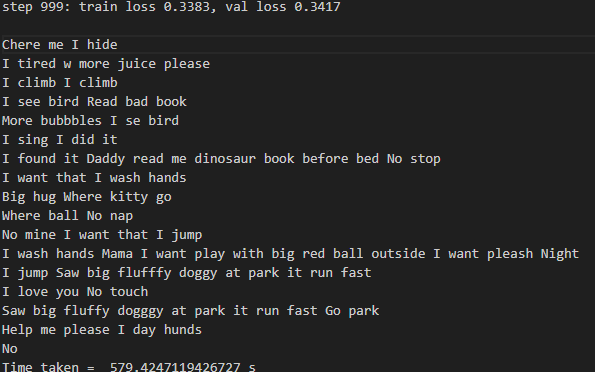 step 999: train loss 0.3383, val loss 0.3417
Chere me I hide
I tired w more juice please
I climb I climb
I see bird Read bad book
More bubbbles I se bird
I sing I did it
I found it Daddy read me dinosaur book before bed No stop
I want that I wash hands
Big hug Where kitty go
Where ball No nap
No mine I want that I jump
I wash hands Mama I want play with big red ball outside I want pleash Night
I jump Saw big flufffy doggy at park it run fast
I love you No touch
Saw big fluffy dogggy at park it run fast Go park
Help me please I day hunds
No
Time taken =  579.4247119426727 s